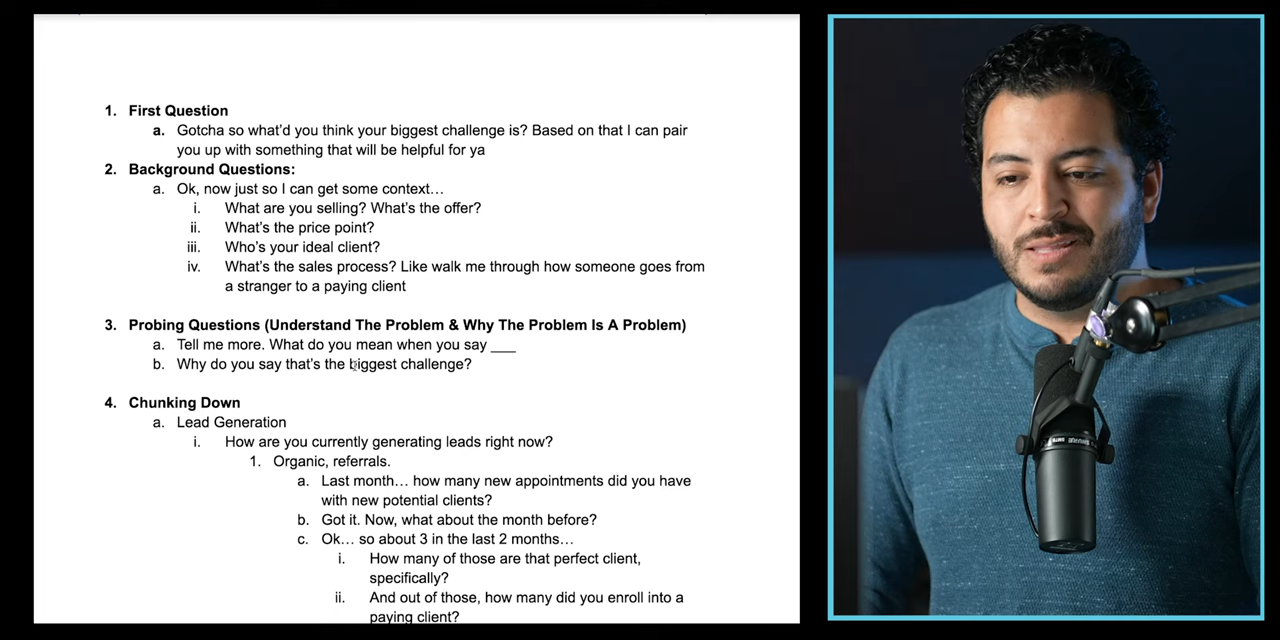 1. First Question
a. Gotcha so what'd you think your biggest challenge is? Based on that I can pair
you up with something that will be helpful for ya
2. Background Questions:
a. Ok, now just so I can get some context…
i. What are you selling? What's the offer?
ii. What's the price point?
iii. Who's your ideal client?
iv. What's the sales process? Like walk me through how someone goes from
a stranger to a paying client
3. Probing Questions (Understand The Problem & Why The Problem Is A Problem)
a. Tell me more. What do you mean when you say ___
b. Why do you say that's the biggest challenge?
4. Chunking Down
a. Lead Generation
i. How are you currently generating leads right now?
1. Organic, referrals.
a. Last month… how many new appointments did you have
with new potential clients?
b. Got it. Now, what about the month before?
c. Ok… so about 3 in the last 2 months…
i. How many of those are that perfect client,
specifically?
ii. And out of those, how many did you enroll into a
paying client?